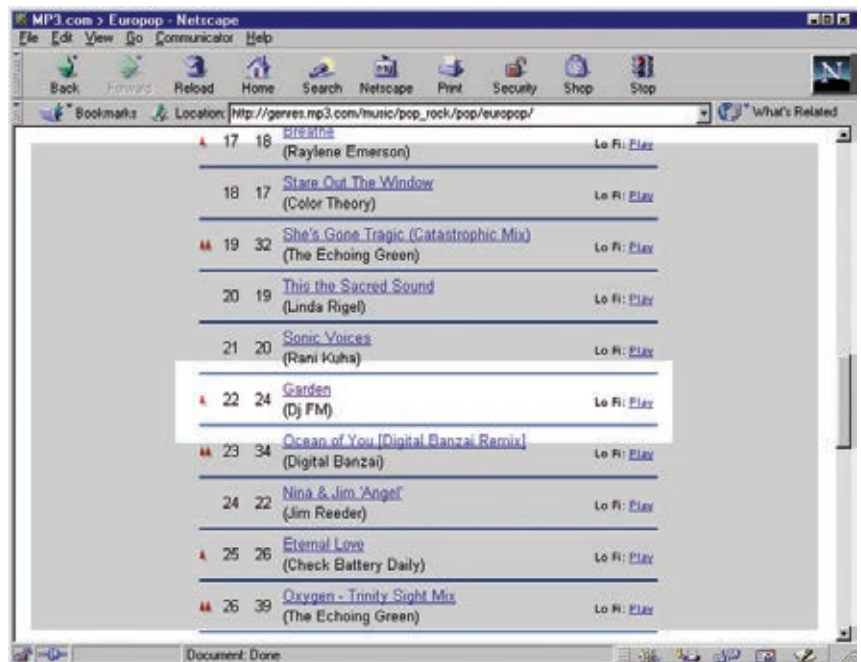 MP3.com > Europop - Netscape
File Edit View Go Communicator Help
Back Forward Reload Home Search Netscape Print Security Shop Stop
N
Bookmarks Location: http://genres.mp3.com/music/pop_rock/pop/europop/ What's Related
17 18 Breathe
(Raylene Emerson) Lo Fi: Play
18 17 Stare Out The Window
(Color Theory) Lo Fi: Play
19 32 She's Gone Tragic (Catastrophic Mix)
(The Echoing Green) Lo Fi: Play
20 19 This the Sacred Sound
(Linda Rigel) Lo Fi: Play
21 20 Sonic Voices
(Rani Kuha) Lo Fi: Play
22 24 Garden
(Dj FM) Lo Fi: Play
23 34 Ocean of You [Digital Banzai Remix]
(Digital Banzai) Lo Fi: Play
24 22 Nina & Jim 'Angel'
(Jim Reeder) Lo Fi: Play
25 26 Eternal Love
(Check Battery Daily) Lo Fi: Play
26 39 Oxygen - Trinity Sight Mix
(The Echoing Green) Lo Fi: Play
Document: Done